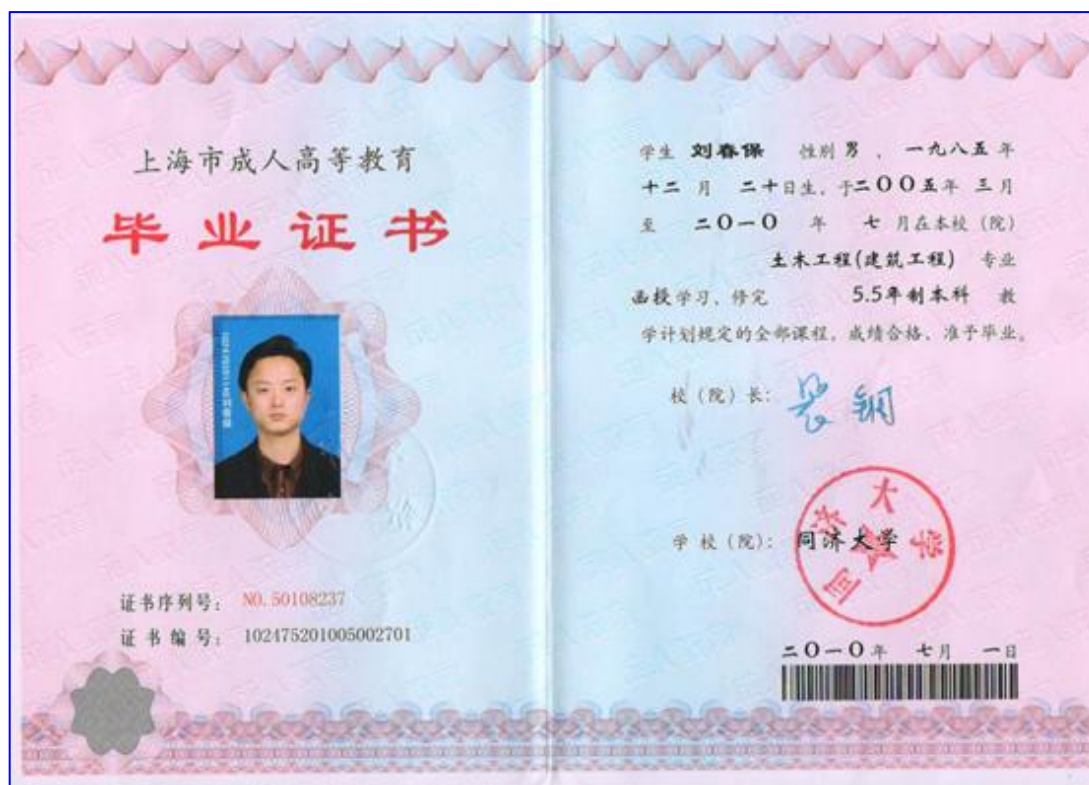 上海市成人高等教育
毕业证书
证书序列号: NO.50108237
证书编号: 102475201005002701
学生 刘春保 性别 男 、 一九八五年
十二 月 二十日生,于二〇〇五年 三月
至 二〇一〇 年 七 月在本校(院)
土木工程(建筑工程) 专业
函授学习、修完 5.5年制本科 教
学计划规定的全部课程,成绩合格、准予毕业。
校(院)长: 裴钢
学校(院): 同济大学
同济大学
二〇一〇年 七月 一日